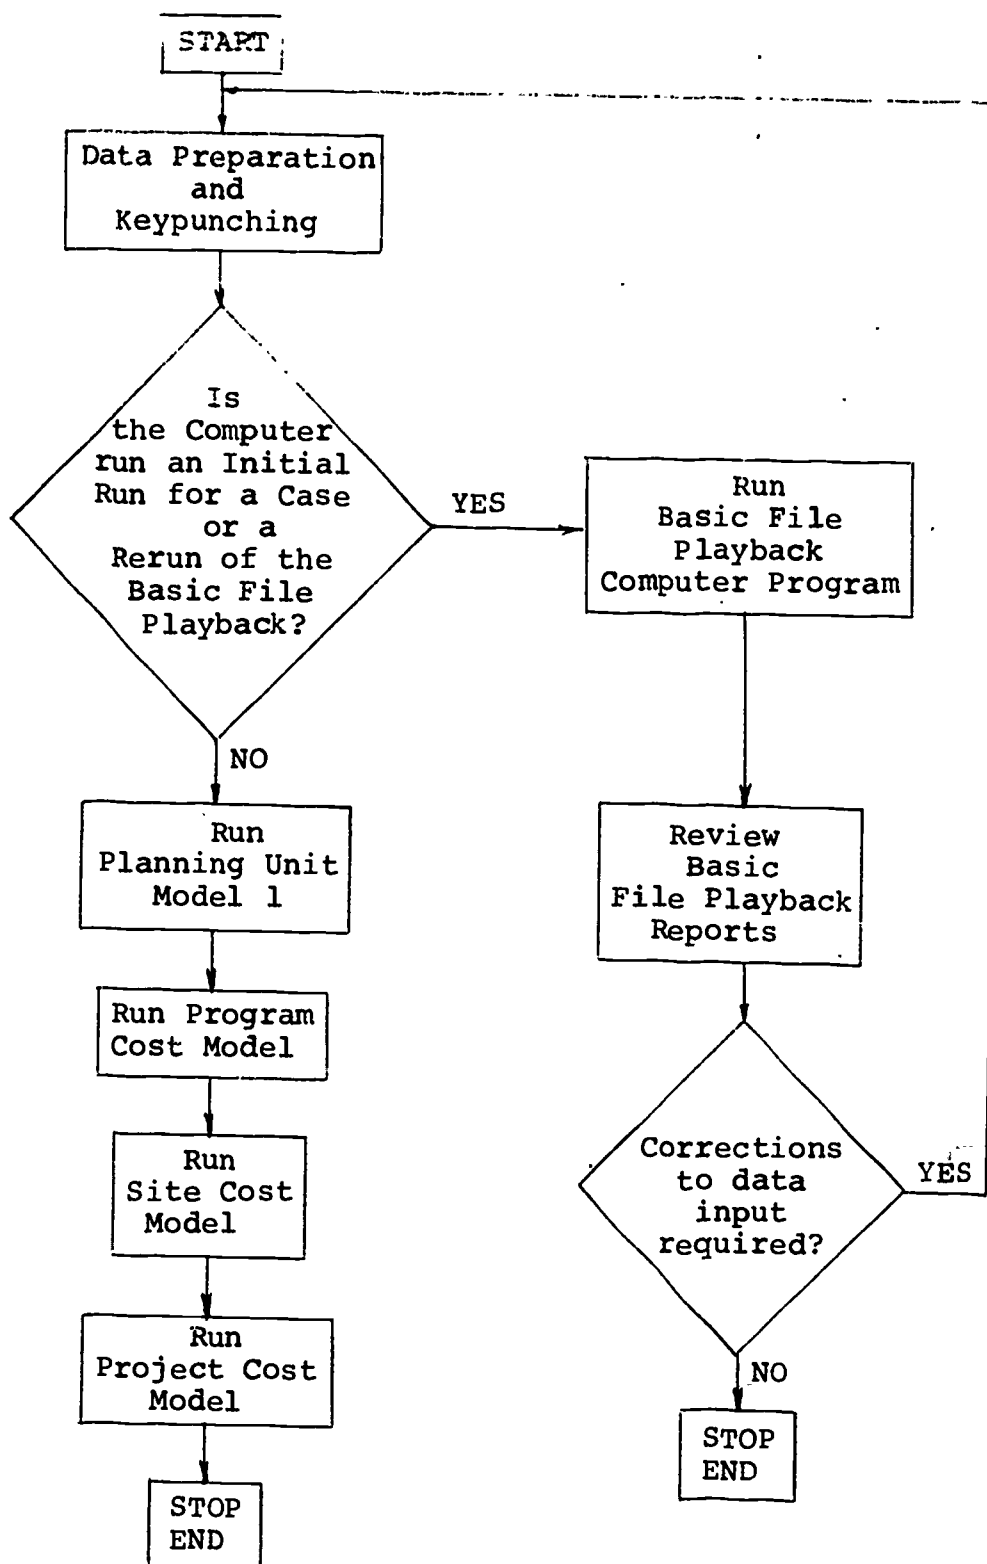 START
Data Preparation
and
Keypunching
Is
the Computer
run an Initial
Run for a Case
or a
Rerun of the
Basic File
Playback?
YES
Run
Basic File
Playback
Computer Program
NO
Run
Planning Unit
Model 1
Review
Basic
File Playback
Reports
Run Program
Cost Model
Corrections
to data
input
required?
YES
Run
Site Cost
Model
Run
Project Cost
Model
NO
STOP
END
STOP
END